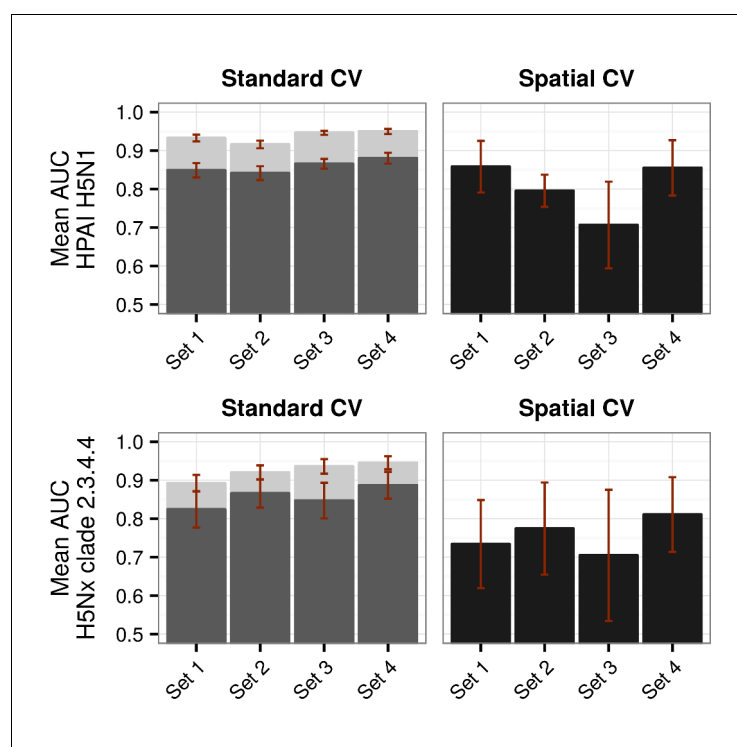 Standard CV
Spatial CV
Mean AUC
HPAI H5N1
1.0
0.9
0.8
0.7
0.6
0.5
Set 1
Set 2
Set 3
Set 4
Set 1
Set 2
Set 3
Set 4
Standard CV
Spatial CV
Mean AUC
H5Nx clade 2.3.4.4
1.0
0.9
0.8
0.7
0.6
0.5
Set 1
Set 2
Set 3
Set 4
Set 1
Set 2
Set 3
Set 4